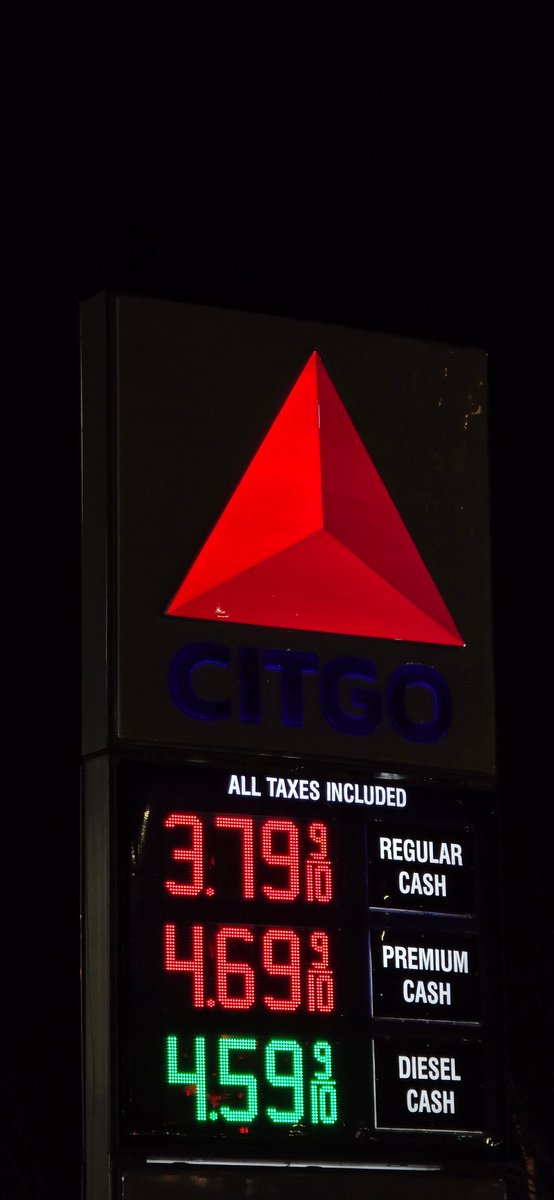 CITGO
ALL TAXES INCLUDED
3.79 9/10
REGULAR
CASH
4.69 9/10
PREMIUM
CASH
4.59 9/10
DIESEL
CASH